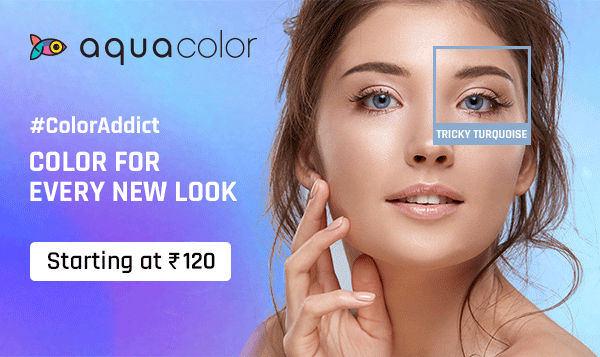 aquacolor
#ColorAddict
COLOR FOR
EVERY NEW LOOK
Starting at ₹120
TRICKY TURQUOISE